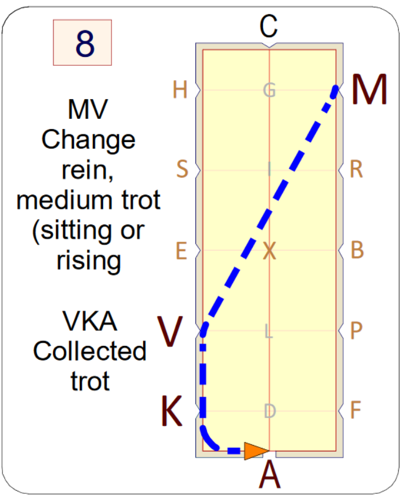 8
C
H G M
MV
Change
rein,
medium trot
(sitting or
rising
S I R
E X B
VKA
Collected
trot
V L P
K D F
A